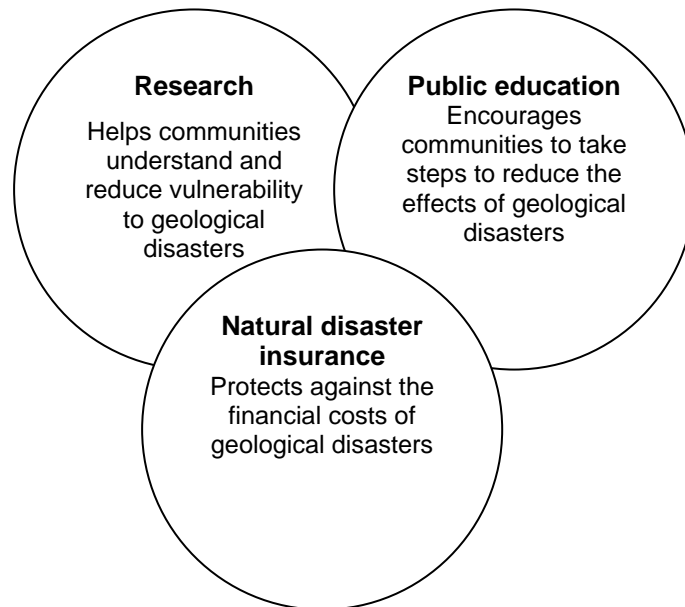 Research
Helps communities
understand and
reduce vulnerability
to geological
disasters
Public education
Encourages
communities to take
steps to reduce the
effects of geological
disasters
Natural disaster
insurance
Protects against the
financial costs of
geological disasters